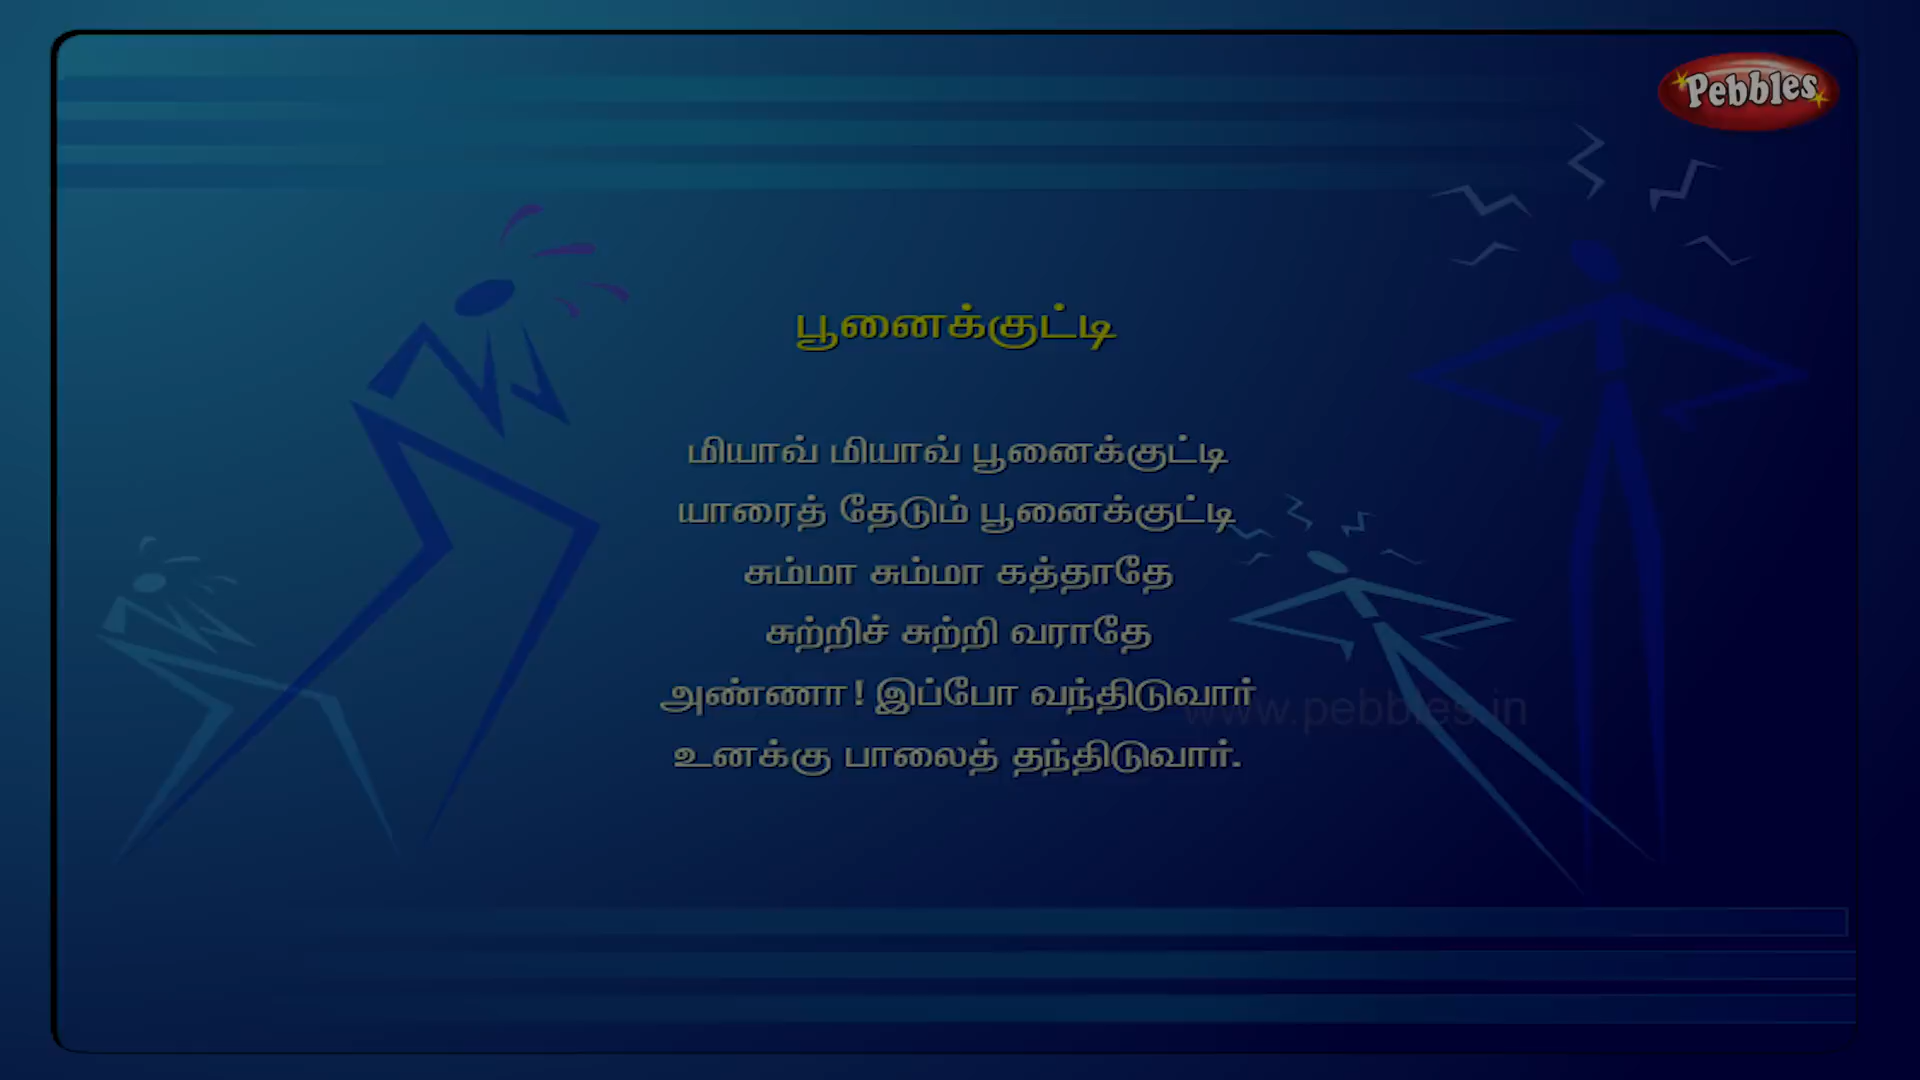 Pebbles
பூனைக்குட்டி
மியாவ் மியாவ் பூனைக்குட்டி
யாரைத் தேடும் பூனைக்குட்டி
சும்மா சும்மா கத்தாதே
சுற்றிச் சுற்றி வராதே
அண்ணா! இப்போ வந்திடுவார்
www.pebbles.in
உனக்கு பாலைத் தந்திடுவார்.